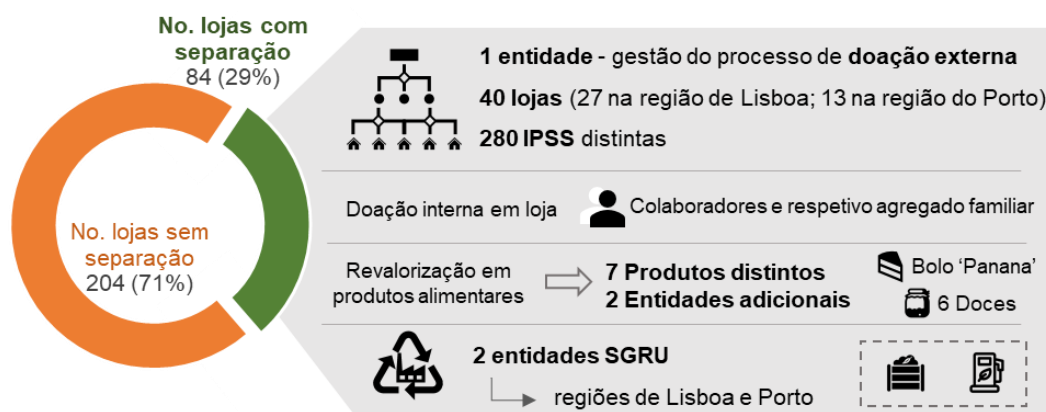 No. lojas com
separação
84 (29%)
No. lojas sem
separação
204 (71%)
1 entidade - gestão do processo de doação externa
40 lojas (27 na região de Lisboa; 13 na região do Porto)
280 IPSS distintas
Doação interna em loja
Colaboradores e respetivo agregado familiar
Revalorização em
produtos alimentares
7 Produtos distintos
2 Entidades adicionais
Bolo ‘Panana’
6 Doces
2 entidades SGRU
regiões de Lisboa e Porto